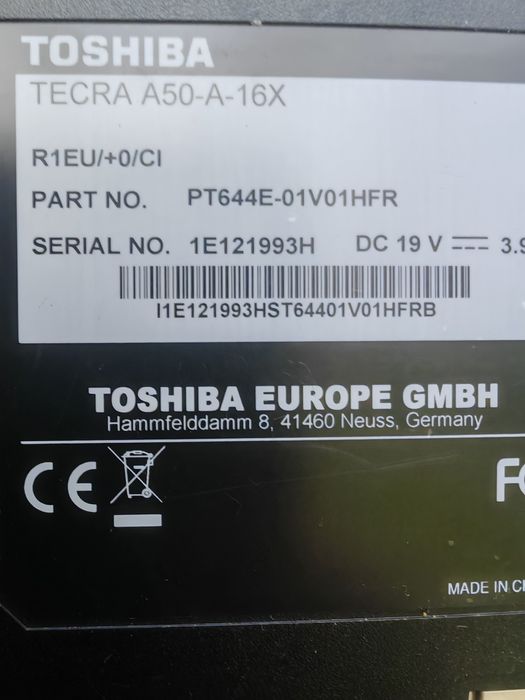 TOSHIBA
TECRA A50-A-16X
R1EU/+0/CI
PART NO. PT644E-01V01HFR
SERIAL NO. 1E121993H DC 19 V 3.9
I1E121993HST64401V01HFRB
TOSHIBA EUROPE GMBH
Hammfelddamm 8, 41460 Neuss, Germany
CE
MADE IN